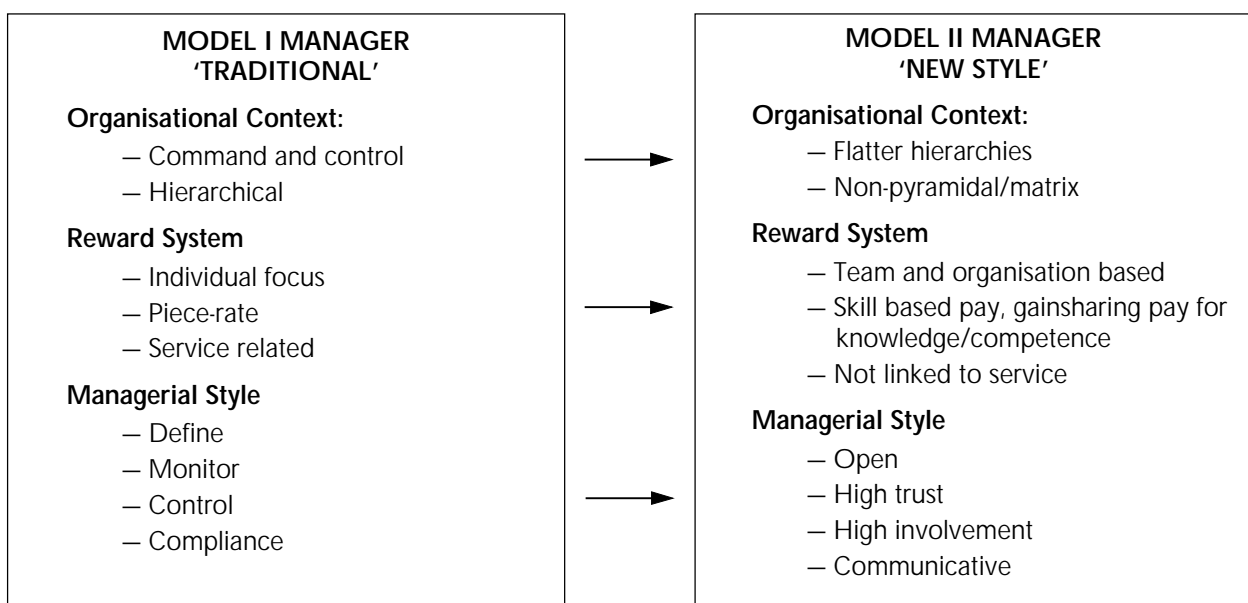 MODEL I MANAGER
‘TRADITIONAL’
Organisational Context:
— Command and control
— Hierarchical
Reward System
— Individual focus
— Piece-rate
— Service related
Managerial Style
— Define
— Monitor
— Control
— Compliance
MODEL II MANAGER
‘NEW STYLE’
Organisational Context:
— Flatter hierarchies
— Non-pyramidal/matrix
Reward System
— Team and organisation based
— Skill based pay, gainsharing pay for
knowledge/competence
— Not linked to service
Managerial Style
— Open
— High trust
— High involvement
— Communicative